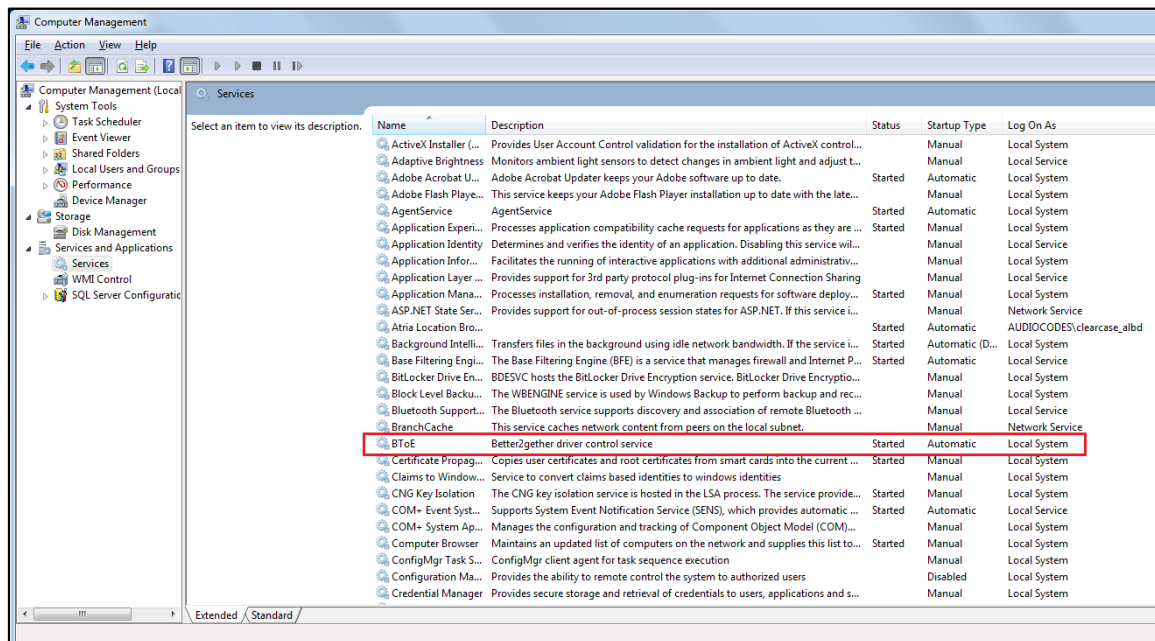 Computer Management
File Action View Help
Computer Management (Local
System Tools
Task Scheduler
Event Viewer
Shared Folders
Local Users and Groups
Performance
Device Manager
Storage
Disk Management
Services and Applications
Services
WMI Control
SQL Server Configuratic
Services
Select an item to view its description.
Name Description Status Startup Type Log On As
ActiveX Installer (... Provides User Account Control validation for the installation of ActiveX control... Manual Local System
Adaptive Brightness Monitors ambient light sensors to detect changes in ambient light and adjust t... Manual Local Service
Adobe Acrobat U... Adobe Acrobat Updater keeps your Adobe software up to date. Started Automatic Local System
Adobe Flash Playe... This service keeps your Adobe Flash Player installation up to date with the late... Manual Local System
AgentService AgentService Started Automatic Local System
Application Experi... Processes application compatibility cache requests for applications as they are ... Started Manual Local System
Application Identity Determines and verifies the identity of an application. Disabling this service wil... Manual Local Service
Application Infor... Facilitates the running of interactive applications with additional administrativ... Manual Local System
Application Layer ... Provides support for 3rd party protocol plug-ins for Internet Connection Sharing Manual Local Service
Application Mana... Processes installation, removal, and enumeration requests for software deploy... Started Manual Local System
ASP.NET State Ser... Provides support for out-of-process session states for ASP.NET. If this service i... Manual Network Service
Atria Location Bro... Started Automatic AUDIOCODES\clearcase_albd
Background Intelli... Transfers files in the background using idle network bandwidth. If the service i... Started Automatic (D... Local System
Base Filtering Engi... The Base Filtering Engine (BFE) is a service that manages firewall and Internet P... Started Automatic Local Service
BitLocker Drive En... BDESVC hosts the BitLocker Drive Encryption service. BitLocker Drive Encryptio... Manual Local System
Block Level Backu... The WBENGINE service is used by Windows Backup to perform backup and rec... Manual Local System
Bluetooth Support... The Bluetooth service supports discovery and association of remote Bluetooth ... Manual Local Service
BranchCache This service caches network content from peers on the local subnet. Manual Network Service
BToE Better2gether driver control service Started Automatic Local System
Certificate Propag... Copies user certificates and root certificates from smart cards into the current ... Started Manual Local System
Claims to Window... Service to convert claims based identities to windows identities Manual Local System
CNG Key Isolation The CNG key isolation service is hosted in the LSA process. The service provide... Started Manual Local System
COM+ Event Syst... Supports System Event Notification Service (SENS), which provides automatic ... Started Automatic Local Service
COM+ System Ap... Manages the configuration and tracking of Component Object Model (COM)... Manual Local System
Computer Browser Maintains an updated list of computers on the network and supplies this list to... Started Manual Local System
ConfigMgr Task S... ConfigMgr client agent for task sequence execution Manual Local System
Configuration Ma... Provides the ability to remote control the system to authorized users Disabled Local System
Credential Manager Provides secure storage and retrieval of credentials to users, applications and s... Manual Local System
Extended Standard